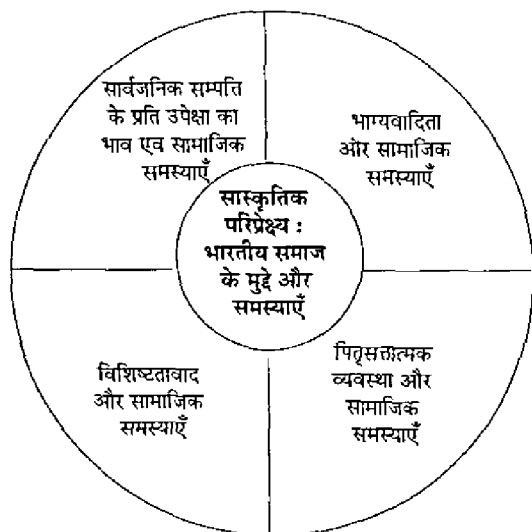 सार्वजनिक सम्पत्ति
के प्रति उपेक्षा का
भाव एव सामाजिक
समस्याएँ
भाग्यवादिता
ओर सामाजिक
समस्याएँ
सास्कृतिक
परिप्रेक्ष्य :
भारतीय समाज
के मुद्दे और
समस्याएँ
विशिष्टतावाद
और सामाजिक
समस्याएँ
पितृसत्तात्मक
व्यवस्था और
सामाजिक
समस्याएँ